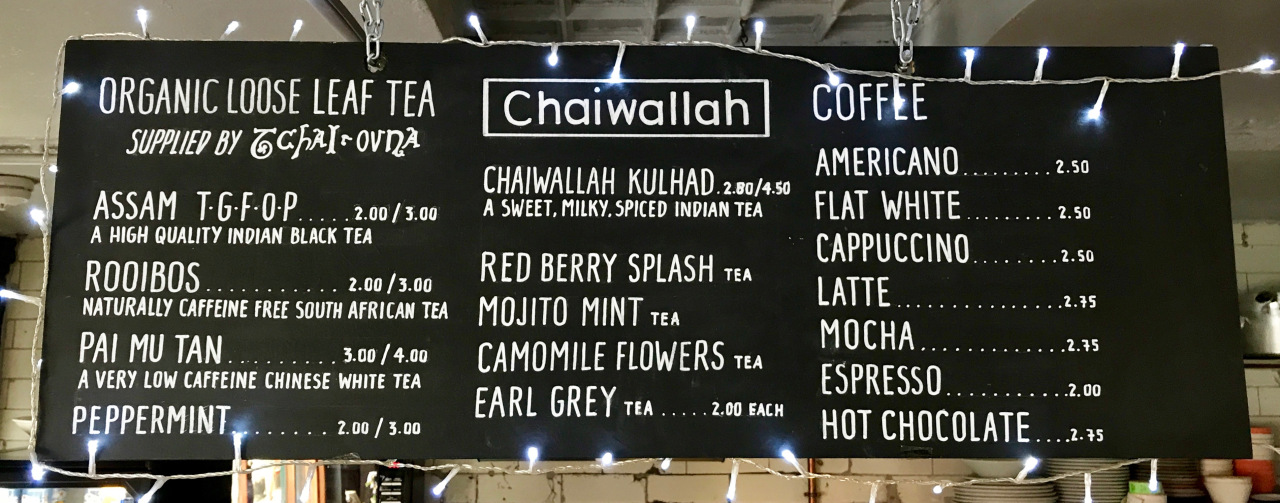 ORGANIC LOOSE LEAF TEA
SUPPLIED BY TCHAI-OVNA
ASSAM T.G.F.O.P.....2.00/3.00
A HIGH QUALITY INDIAN BLACK TEA
ROOIBOS............2.00/3.00
NATURALLY CAFFEINE FREE SOUTH AFRICAN TEA
PAI MU TAN..........3.00/4.00
A VERY LOW CAFFEINE CHINESE WHITE TEA
PEPPERMINT.........2.00/3.00
Chaiwallah
CHAIWALLAH KULHAD.2.80/4.50
A SWEET, MILKY, SPICED INDIAN TEA
RED BERRY SPLASH TEA
MOJITO MINT TEA
CAMOMILE FLOWERS TEA
EARL GREY TEA.....2.00 EACH
COFFEE
AMERICANO.........2.50
FLAT WHITE.........2.50
CAPPUCCINO........2.50
LATTE................2.75
MOCHA.............2.75
ESPRESSO...........2.00
HOT CHOCOLATE....2.75